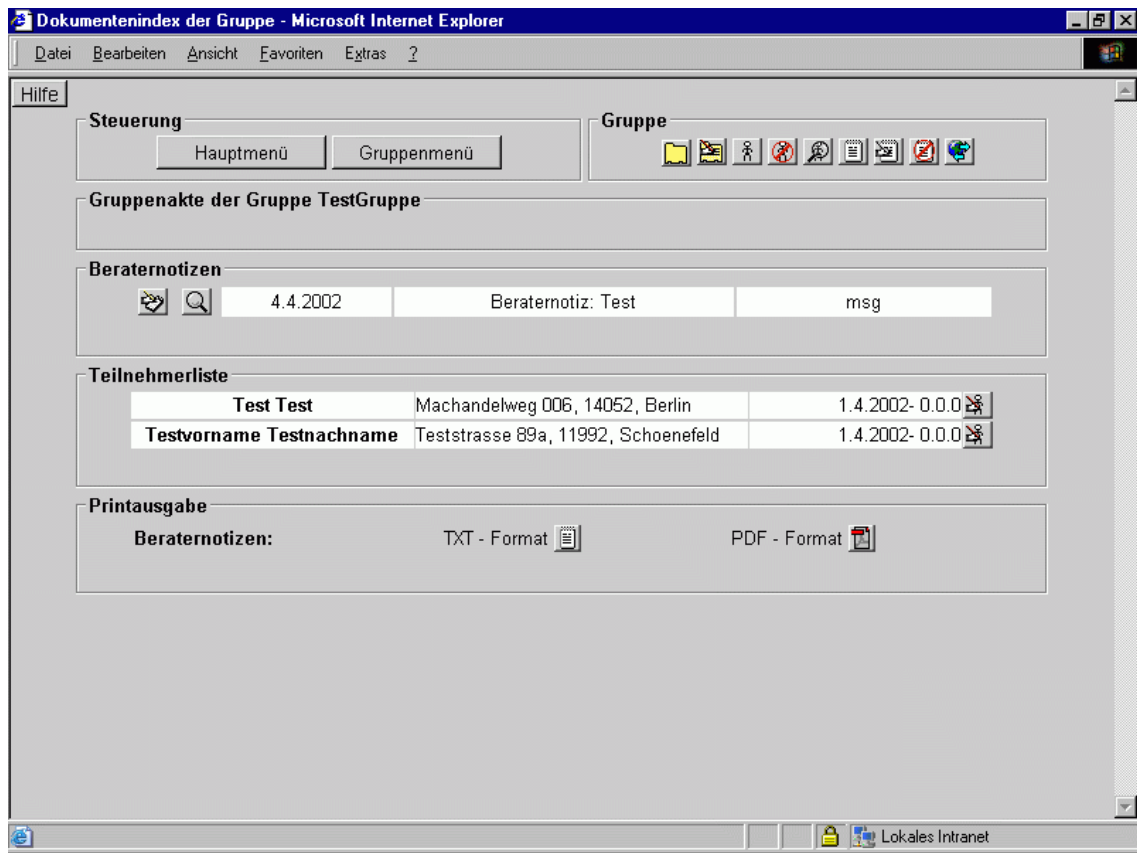 Dokumentenindex der Gruppe - Microsoft Internet Explorer
Datei Bearbeiten Ansicht Favoriten Extras ?
Hilfe
Steuerung
Hauptmenü Gruppenmenü
Gruppe
Gruppenakte der Gruppe TestGruppe
Beraternotizen
4.4.2002 Beraternotiz: Test msg
Teilnehmerliste
Test Test Machandelweg 006, 14052, Berlin 1.4.2002- 0.0.0
Testvorname Testnachname Teststrasse 89a, 11992, Schoenefeld 1.4.2002- 0.0.0
Printausgabe
Beraternotizen: TXT - Format PDF - Format
Lokales Intranet